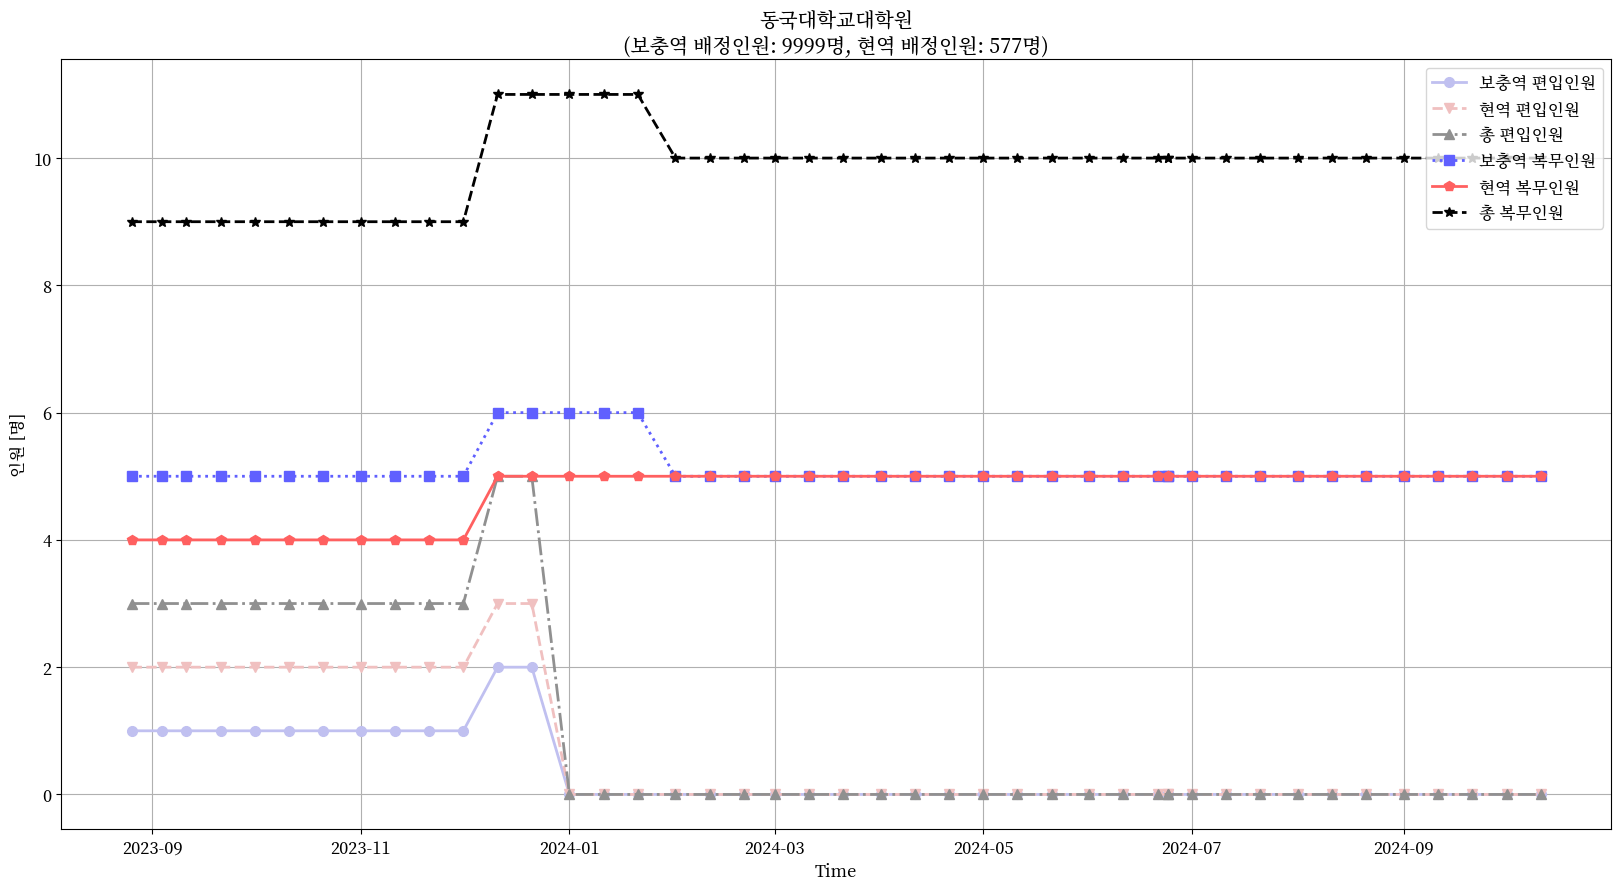 동국대학교대학원
(보충역 배정인원: 9999명, 현역 배정인원: 577명)
보충역 편입인원
현역 편입인원
총 편입인원
보충역 복무인원
현역 복무인원
총 복무인원
인원 [명]
10
8
6
4
2
0
2023-09
2023-11
2024-01
2024-03
2024-05
2024-07
2024-09
Time